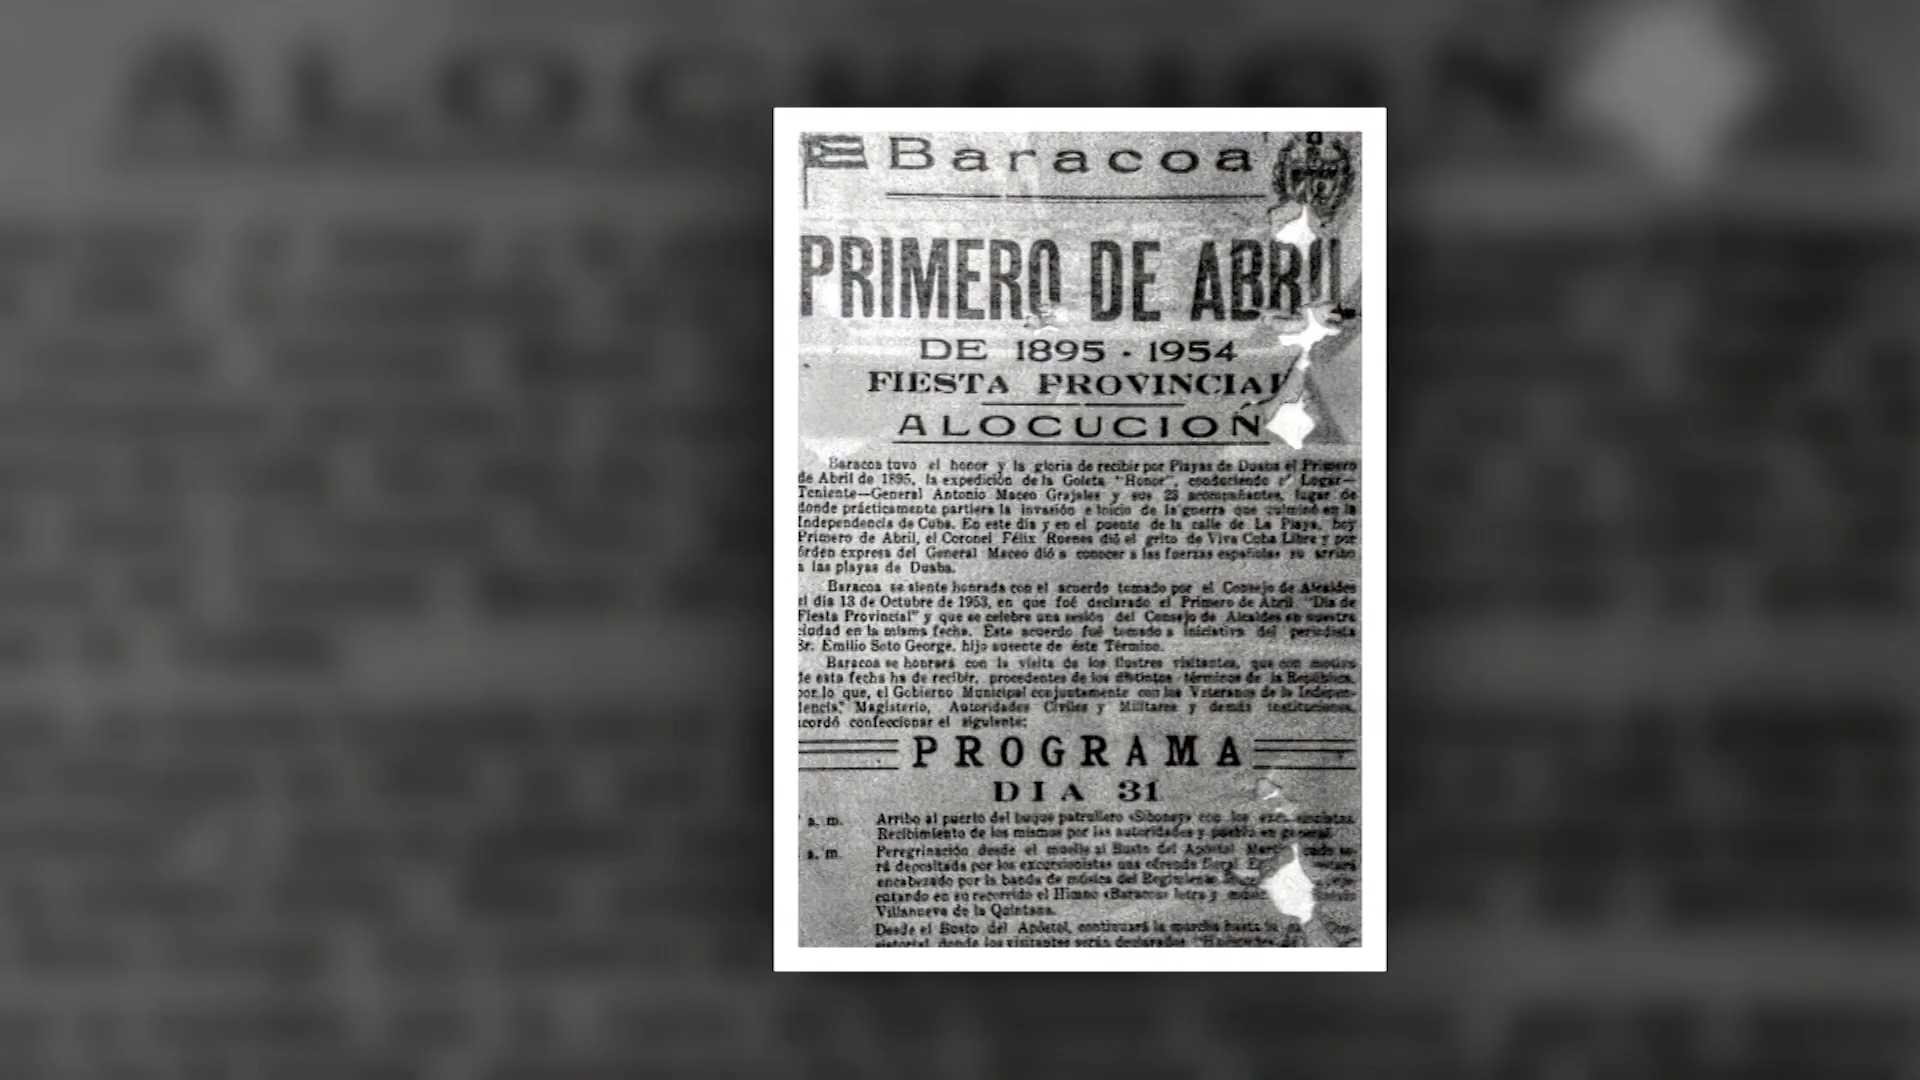 Baracoa
PRIMERO DE ABRIL
DE 1895 - 1954
FIESTA PROVINCIAL
ALOCUCION
Baracoa tuvo el honor y la gloria de recibir por Playas de Duaba el Primero
de Abril de 1895, la expedición de la Goleta "Honor", conduciendo el Lugar—
Teniente—General Antonio Maceo Grajales y sus 23 acompañantes, lugar de
donde prácticamente partiera la invasión e inicio de la guerra que culminó en la
Independencia de Cuba. En este día y en el puente de la calle de La Playa, hoy
Primero de Abril, el Coronel Félix Ruenes dió el grito de Viva Cuba Libre y por
órden expresa del General Maceo dió a conocer a las fuerzas españolas su arribo
a las playas de Duaba.
Baracoa se siente honrada con el acuerdo tomado por el Consejo de Alcaldes
el día 13 de Octubre de 1953, en que fué declarado el Primero de Abril "Día de
Fiesta Provincial" y que se celebre una sesión del Consejo de Alcaldes en nuestra
ciudad en la misma fecha. Este acuerdo fué tomado a iniciativa del periodista
Sr. Emilio Soto George, hijo ausente de éste Término.
Baracoa se honrará con la visita de los ilustres visitantes, que con motivo
de esta fecha ha de recibir, procedentes de los distintos términos de la República,
por lo que, el Gobierno Municipal conjuntamente con los Veteranos de la Indepen-
dencia, Magisterio, Autoridades Civiles y Militares y demás instituciones,
acordó confeccionar el siguiente:
PROGRAMA
DIA 31
a. m. Arribo al puerto del buque patrullero «Siboney» con los
Recibimiento de los mismos por las autoridades y pueblo en general.
a. m. Peregrinación desde el muelle al Busto del Apóstol Martí
rá depositada por los excursionistas una ofrenda floral.
encabezado por la banda de música del Regimiento
cutando en su recorrido el Himno «Baracoa» letra y
Villanueva de la Quintana.
Desde el Busto del Apóstol, continuará la marcha hasta la
sistorial, donde los visitantes serán declarados "Huéspedes de